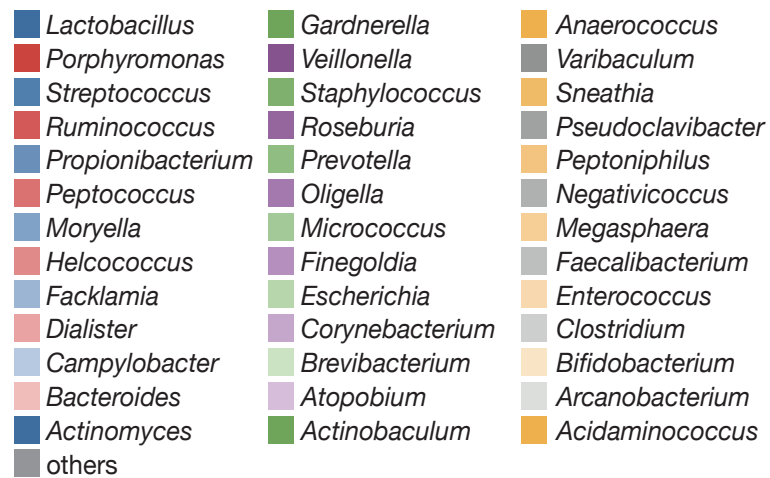 Lactobacillus
Porphyromonas
Streptococcus
Ruminococcus
Propionibacterium
Peptococcus
Moryella
Helcococcus
Facklamia
Dialister
Campylobacter
Bacteroides
Actinomyces
others
Gardnerella
Veillonella
Staphylococcus
Roseburia
Prevotella
Oligella
Micrococcus
Finegoldia
Escherichia
Corynebacterium
Brevibacterium
Atopobium
Actinobaculum
Anaerococcus
Varibaculum
Sneathia
Pseudoclavibacter
Peptoniphilus
Negativicoccus
Megasphaera
Faecalibacterium
Enterococcus
Clostridium
Bifidobacterium
Arcanobacterium
Acidaminococcus